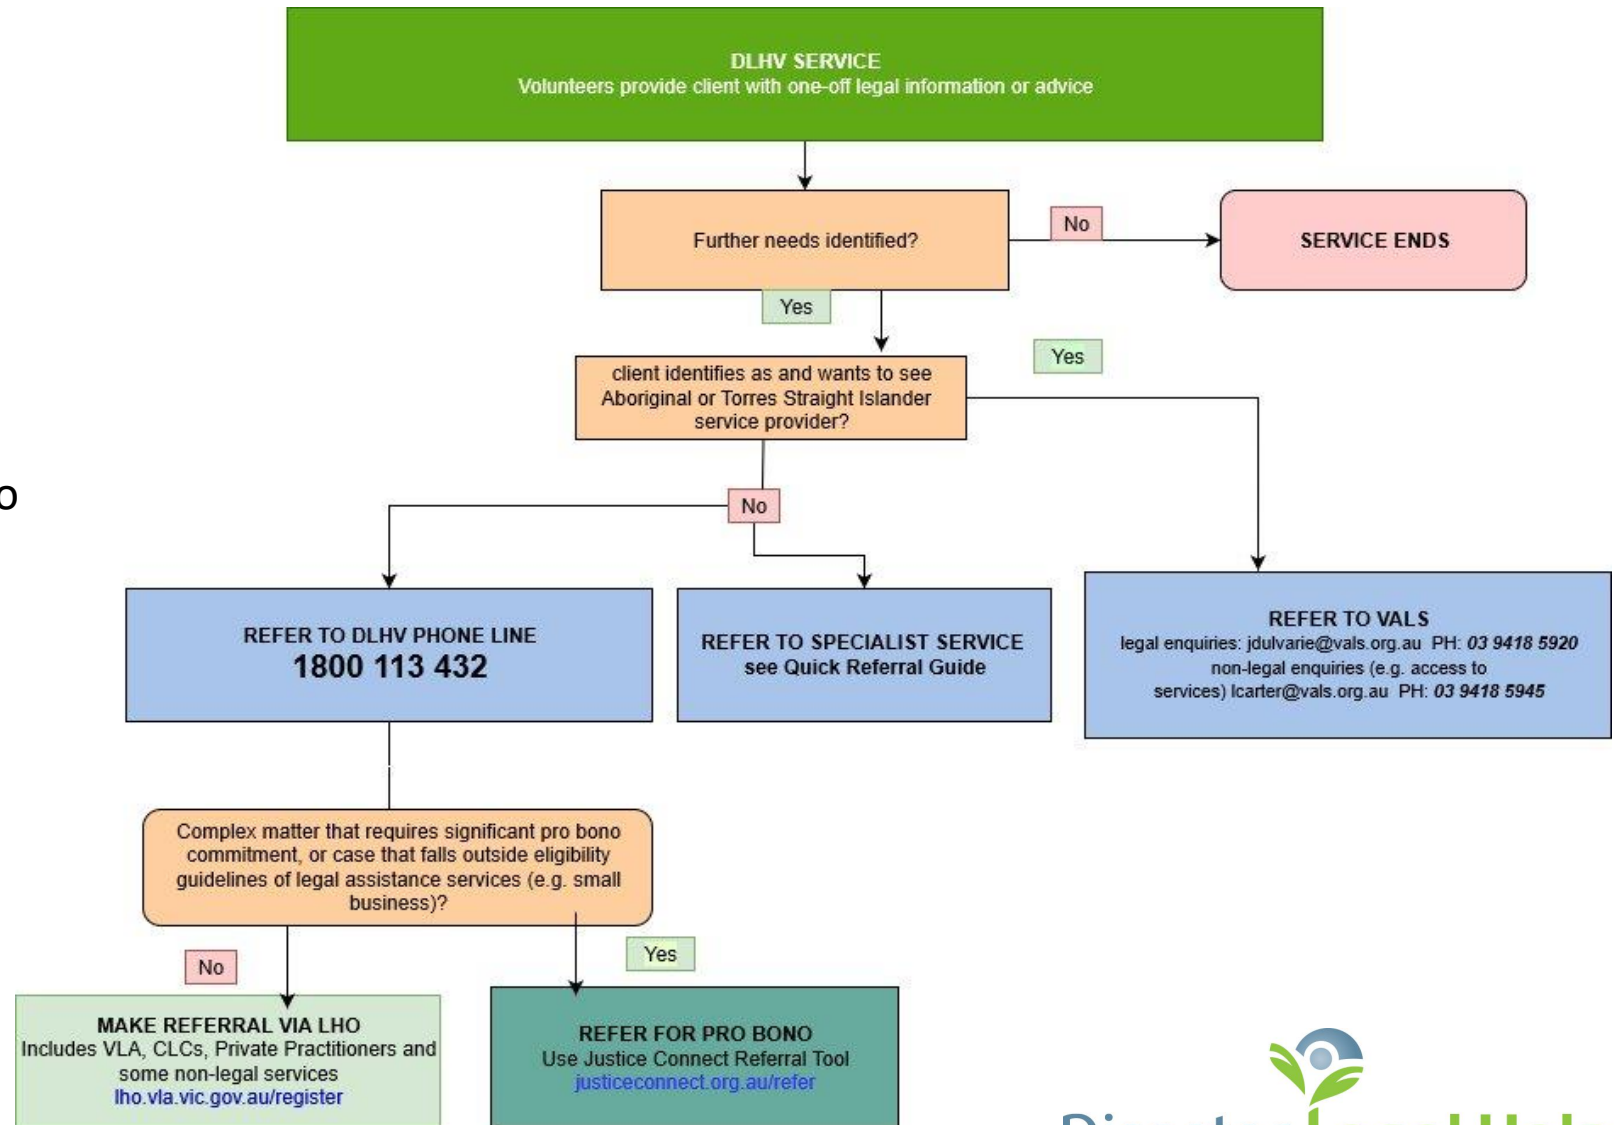 DLHV SERVICE
Volunteers provide client with one-off legal information or advice
Further needs identified?
No
SERVICE ENDS
Yes
client identifies as and wants to see
Aboriginal or Torres Straight Islander
service provider?
Yes
o
No
REFER TO DLHV PHONE LINE
1800 113 432
REFER TO SPECIALIST SERVICE
see Quick Referral Guide
REFER TO VALS
legal enquiries: jdulvarie@vals.org.au PH: 03 9418 5920
non-legal enquiries (e.g. access to
services) lcarter@vals.org.au PH: 03 9418 5945
Complex matter that requires significant pro bono
commitment, or case that falls outside eligibility
guidelines of legal assistance services (e.g. small
business)?
No
Yes
MAKE REFERRAL VIA LHO
Includes VLA, CLCs, Private Practitioners and
some non-legal services
lho.vla.vic.gov.au/register
REFER FOR PRO BONO
Use Justice Connect Referral Tool
justiceconnect.org.au/refer